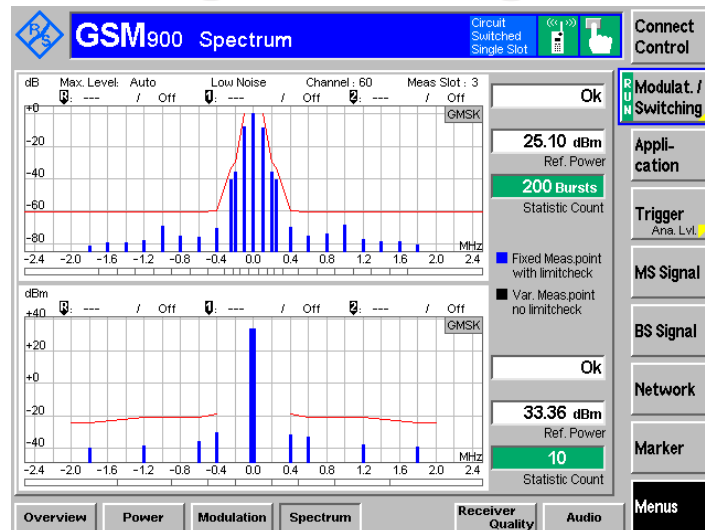 R&S
GSM900 Spectrum
Circuit Switched Single Slot
Connect Control
dB Max. Level: Auto Low Noise Channel : 60 Meas Slot : 3
R: --- / Off 1: --- / Off 2: --- / Off
GMSK
+0
-20
-40
-60
-80
MHz
-2.4 -2.0 -1.6 -1.2 -0.8 -0.4 0.0 0.4 0.8 1.2 1.6 2.0 2.4
Ok
25.10 dBm
Ref. Power
200 Bursts
Statistic Count
Fixed Meas.point
with limitcheck
Var. Meas.point
no limitcheck
dBm
R: --- / Off 1: --- / Off 2: --- / Off
GMSK
+40
+20
+0
-20
-40
MHz
-2.4 -2.0 -1.6 -1.2 -0.8 -0.4 0.0 0.4 0.8 1.2 1.6 2.0 2.4
Ok
33.36 dBm
Ref. Power
10
Statistic Count
RUN
Modulat. /
Switching
Appli-
cation
Trigger
Ana. Lvl.
MS Signal
BS Signal
Network
Marker
Menus
Overview Power Modulation Spectrum Receiver Quality Audio